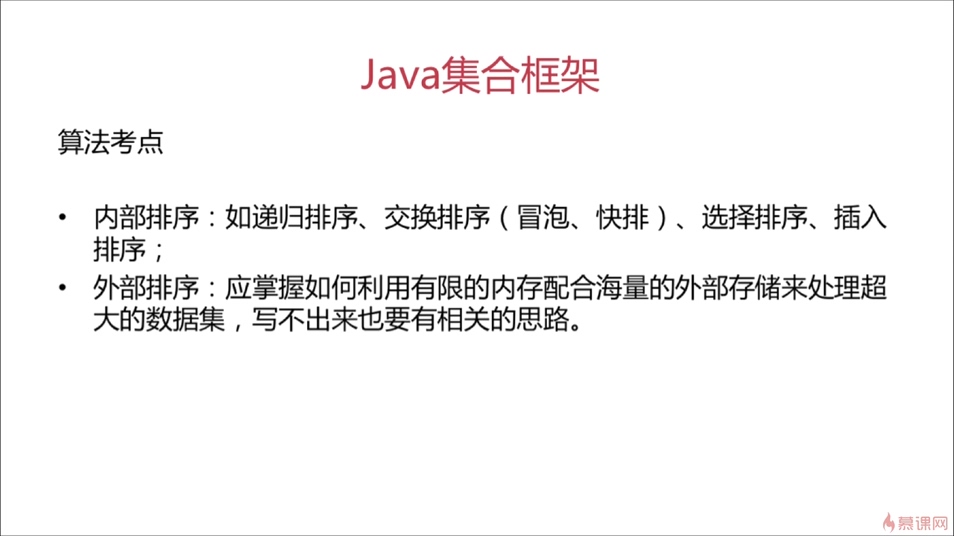 Java集合框架
算法考点
• 内部排序：如递归排序、交换排序（冒泡、快排）、选择排序、插入
排序；
• 外部排序：应掌握如何利用有限的内存配合海量的外部存储来处理超
大的数据集，写不出来也要有相关的思路。
慕课网